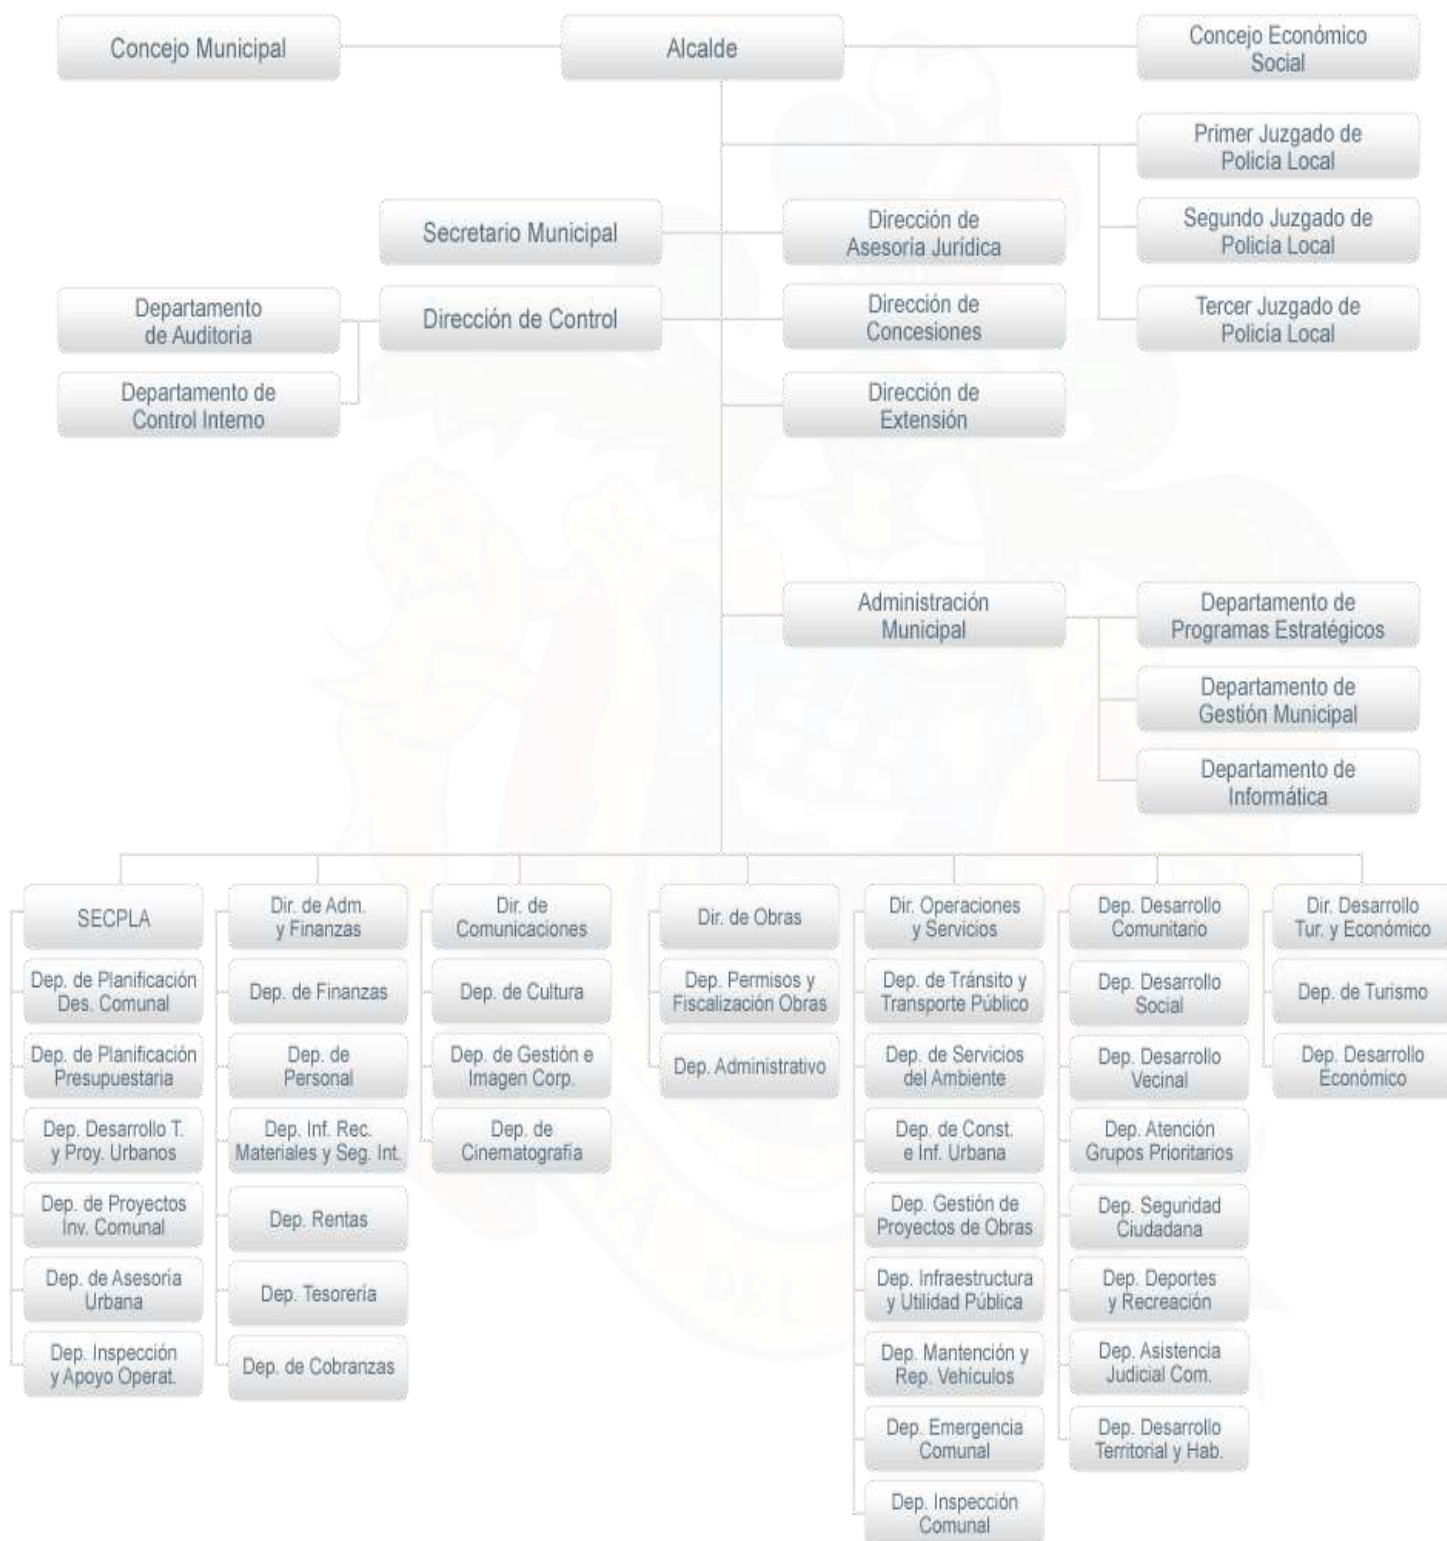 Concejo Municipal
Alcalde
Concejo Económico
Social
Primer Juzgado de
Policía Local
Secretario Municipal
Dirección de
Asesoría Jurídica
Segundo Juzgado de
Policía Local
Departamento
de Auditoría
Dirección de Control
Dirección de
Concesiones
Tercer Juzgado de
Policía Local
Departamento de
Control Interno
Dirección de
Extensión
Administración
Municipal
Departamento de
Programas Estratégicos
Departamento de
Gestión Municipal
Departamento de
Informática
SECPLA
Dep. de Planificación
Des. Comunal
Dep. de Planificación
Presupuestaria
Dep. Desarrollo T.
y Proy. Urbanos
Dep. de Proyectos
Inv. Comunal
Dep. de Asesoría
Urbana
Dep. Inspección
y Apoyo Operat.
Dir. de Adm.
y Finanzas
Dep. de Finanzas
Dep. de
Personal
Dep. Inf. Rec.
Materiales y Seg. Int.
Dep. Rentas
Dep. Tesorería
Dep. de Cobranzas
Dir. de
Comunicaciones
Dep. de Cultura
Dep. de Gestión e
Imagen Corp.
Dep. de
Cinematografía
Dir. de Obras
Dep. Permisos y
Fiscalización Obras
Dep. Administrativo
Dir. Operaciones
y Servicios
Dep. de Tránsito y
Transporte Público
Dep. de Servicios
del Ambiente
Dep. de Const.
e Inf. Urbana
Dep. Gestión de
Proyectos de Obras
Dep. Infraestructura
y Utilidad Pública
Dep. Mantención y
Rep. Vehículos
Dep. Emergencia
Comunal
Dep. Inspección
Comunal
Dep. Desarrollo
Comunitario
Dep. Desarrollo
Social
Dep. Desarrollo
Vecinal
Dep. Atención
Grupos Prioritarios
Dep. Seguridad
Ciudadana
Dep. Deportes
y Recreación
Dep. Asistencia
Judicial Com.
Dep. Desarrollo
Territorial y Hab.
Dir. Desarrollo
Tur. y Económico
Dep. de Turismo
Dep. Desarrollo
Económico
DEL